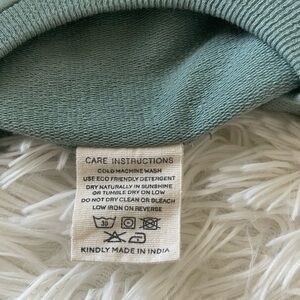 CARE INSTRUCTIONS
COLD MACHINE WASH
USE ECO FRIENDLY DETERGENT
DRY NATURALLY IN SUNSHINE
OR TUMBLE DRY ON LOW
DO NOT DRY CLEAN OR BLEACH
LOW IRON ON REVERSE
30
KINDLY MADE IN INDIA